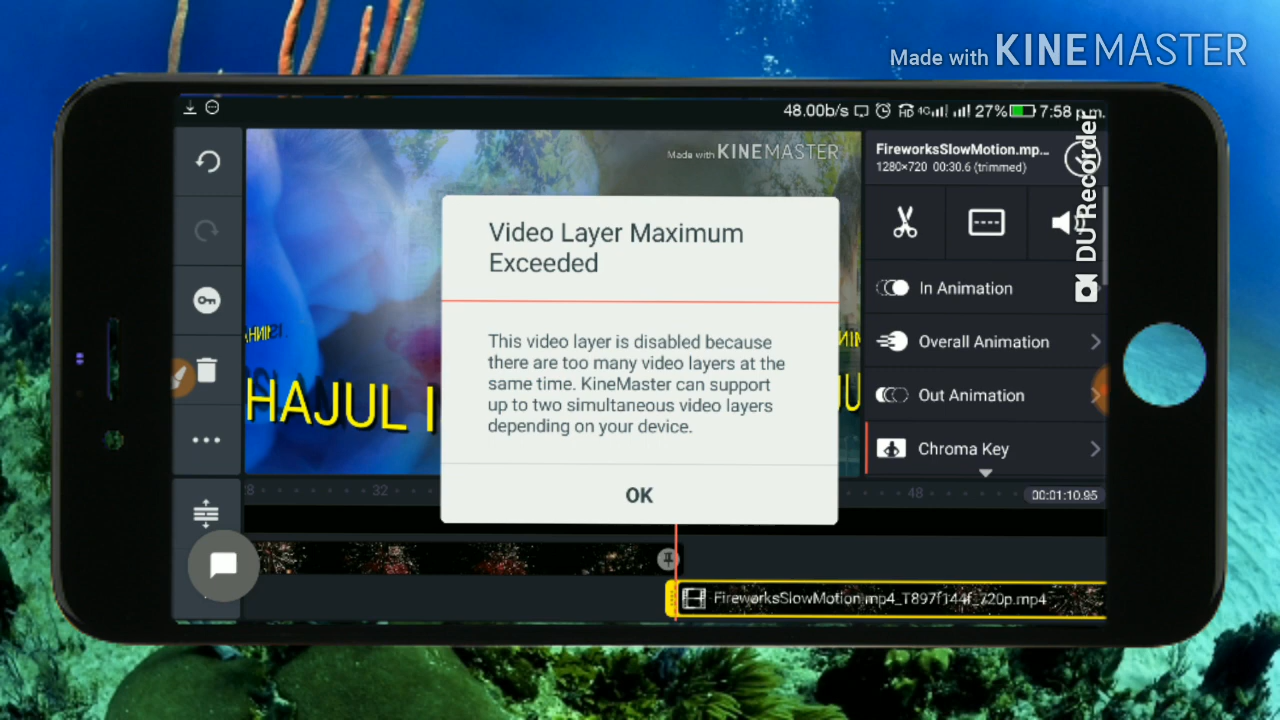 Made with KINEMASTER
48.00b/s HD 4G 27% 7:58 p.m.
Made with KINEMASTER
FireworksSlowMotion.mp...
1280×720 00:30.6 (trimmed)
DU Recorder
Video Layer Maximum
Exceeded
In Animation
This video layer is disabled because
there are too many video layers at the
same time. KineMaster can support
up to two simultaneous video layers
depending on your device.
Overall Animation
HAJUL I
Out Animation
Chroma Key
OK
32
48
00:01:10.95
FireworksSlowMotion.mp4_T897f144f_720p.mp4